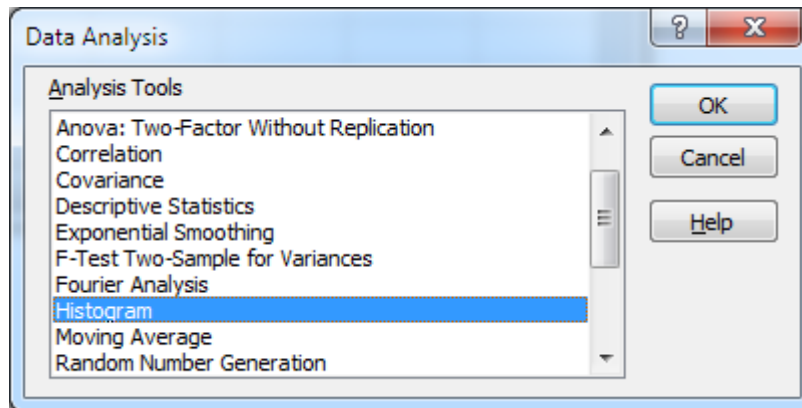 Data Analysis
?
X
Analysis Tools
Anova: Two-Factor Without Replication
Correlation
Covariance
Descriptive Statistics
Exponential Smoothing
F-Test Two-Sample for Variances
Fourier Analysis
Histogram
Moving Average
Random Number Generation
OK
Cancel
Help